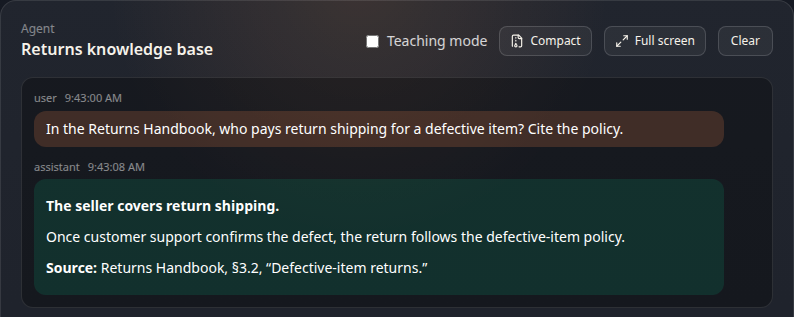 Agent
Returns knowledge base
Teaching mode
Compact
Full screen
Clear
user 9:43:00 AM
In the Returns Handbook, who pays return shipping for a defective item? Cite the policy.
assistant 9:43:08 AM
The seller covers return shipping.
Once customer support confirms the defect, the return follows the defective-item policy.
Source: Returns Handbook, §3.2, “Defective-item returns.”